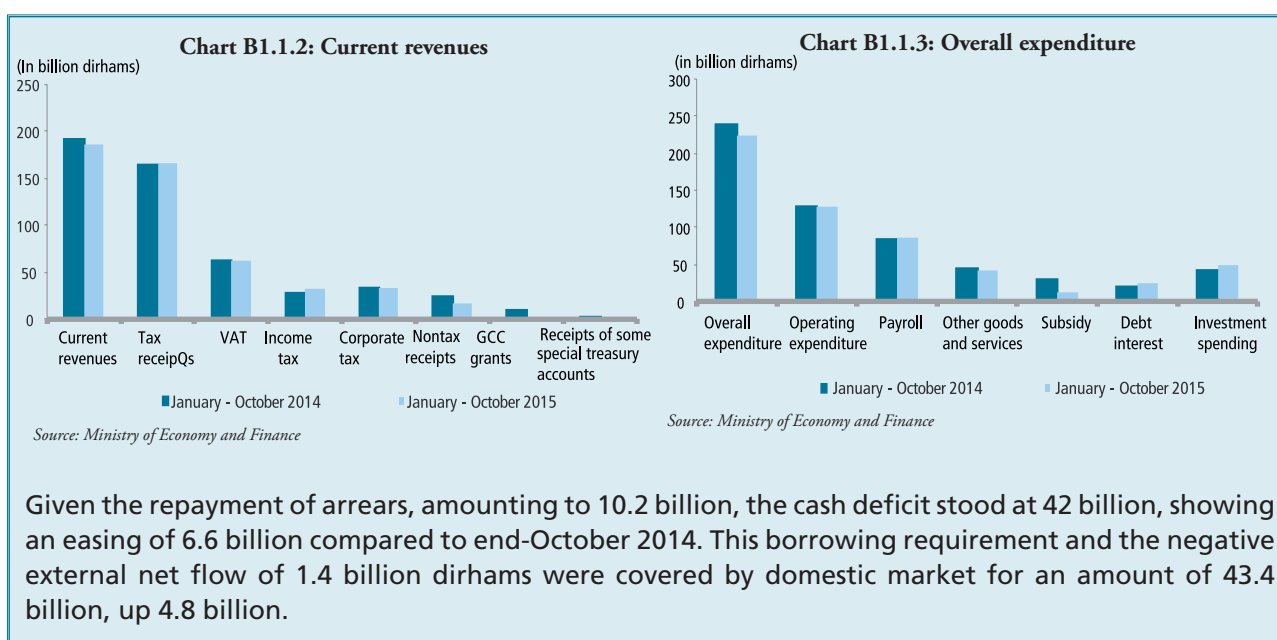 Chart B1.1.2: Current revenues
(In billion dirhams)
250
200
150
100
50
0
Current revenues
Tax receipQs
VAT
Income tax
Corporate tax
Nontax receipts
GCC grants
Receipts of some special treasury accounts
January - October 2014
January - October 2015
Source: Ministry of Economy and Finance
Chart B1.1.3: Overall expenditure
(in billion dirhams)
300
250
200
150
100
50
0
Overall expenditure
Operating expenditure
Payroll
Other goods and services
Subsidy
Debt interest
Investment spending
January - October 2014
January - October 2015
Source: Ministry of Economy and Finance
Given the repayment of arrears, amounting to 10.2 billion, the cash deficit stood at 42 billion, showing
an easing of 6.6 billion compared to end-October 2014. This borrowing requirement and the negative
external net flow of 1.4 billion dirhams were covered by domestic market for an amount of 43.4
billion, up 4.8 billion.